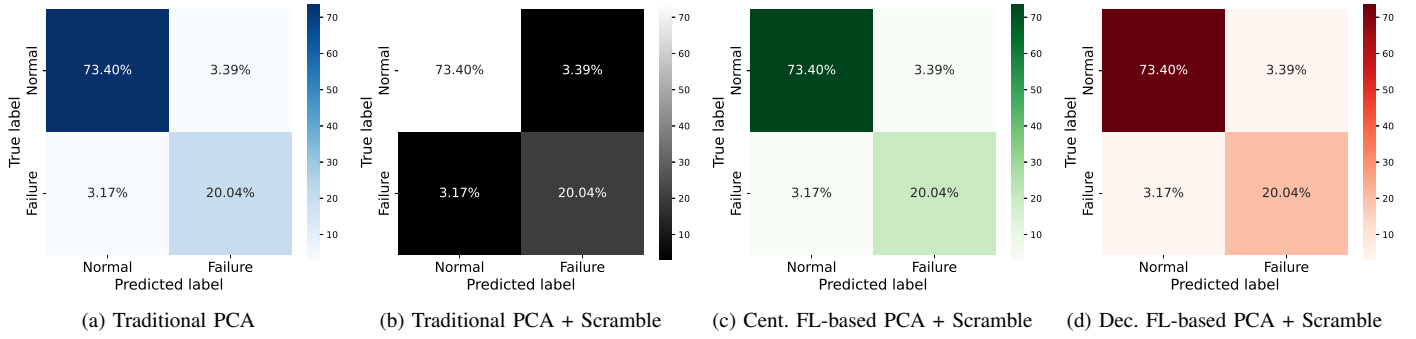 True label
Normal
Failure
73.40%
3.39%
3.17%
20.04%
Normal
Failure
Predicted label
70
60
50
40
30
20
10
(a) Traditional PCA
True label
Normal
Failure
73.40%
3.39%
3.17%
20.04%
Normal
Failure
Predicted label
70
60
50
40
30
20
10
(b) Traditional PCA + Scramble
True label
Normal
Failure
73.40%
3.39%
3.17%
20.04%
Normal
Failure
Predicted label
70
60
50
40
30
20
10
(c) Cent. FL-based PCA + Scramble
True label
Normal
Failure
73.40%
3.39%
3.17%
20.04%
Normal
Failure
Predicted label
70
60
50
40
30
20
10
(d) Dec. FL-based PCA + Scramble